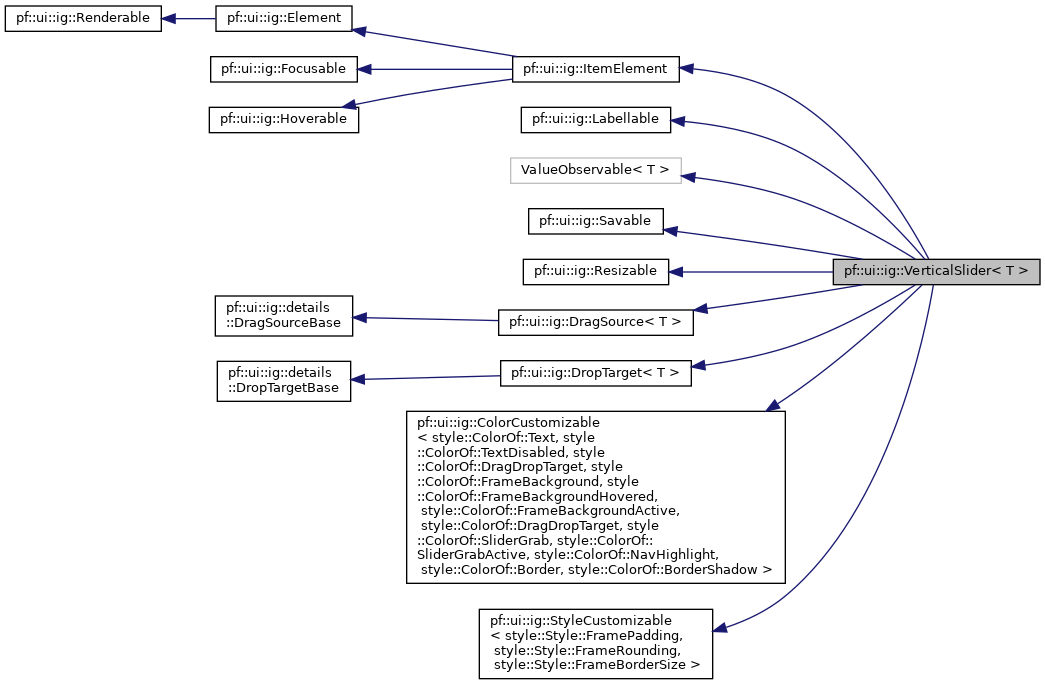 pf::ui::ig::Renderable
pf::ui::ig::Element
pf::ui::ig::Focusable
pf::ui::ig::ItemElement
pf::ui::ig::Hoverable
pf::ui::ig::Labellable
ValueObservable< T >
pf::ui::ig::Savable
pf::ui::ig::Resizable
pf::ui::ig::VerticalSlider< T >
pf::ui::ig::details
::DragSourceBase
pf::ui::ig::DragSource< T >
pf::ui::ig::details
::DropTargetBase
pf::ui::ig::DropTarget< T >
pf::ui::ig::ColorCustomizable
< style::ColorOf::Text, style
::ColorOf::TextDisabled, style
::ColorOf::DragDropTarget, style
::ColorOf::FrameBackground, style
::ColorOf::FrameBackgroundHovered,
style::ColorOf::FrameBackgroundActive,
style::ColorOf::DragDropTarget, style
::ColorOf::SliderGrab, style::ColorOf::
SliderGrabActive, style::ColorOf::NavHighlight,
style::ColorOf::Border, style::ColorOf::BorderShadow >
pf::ui::ig::StyleCustomizable
< style::Style::FramePadding,
style::Style::FrameRounding,
style::Style::FrameBorderSize >